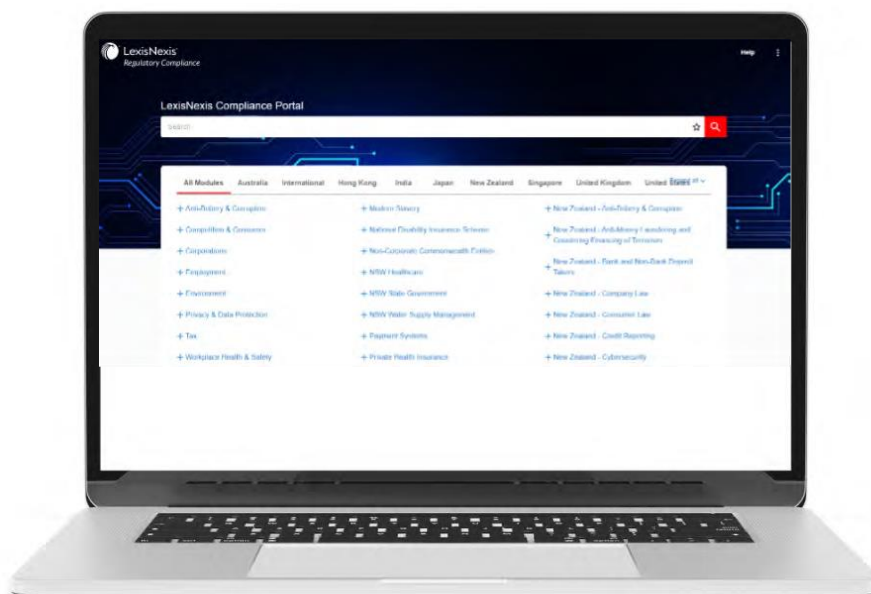 LexisNexis
Regulatory Compliance
Help
LexisNexis Compliance Portal
Search
All Modules Australia International Hong Kong India Japan New Zealand Singapore United Kingdom United States Expand all
+ Anti-Bribery & Corruption
+ Competition & Consumer
+ Corporations
+ Employment
+ Environment
+ Privacy & Data Protection
+ Tax
+ Workplace Health & Safety
+ Modern Slavery
+ National Disability Insurance Scheme
+ Non-Corporate Commonwealth Entities
+ NSW Healthcare
+ NSW State Government
+ NSW Water Supply Management
+ Payment Systems
+ Private Health Insurance
+ New Zealand - Anti-Bribery & Corruption
+ New Zealand - Anti-Money Laundering and
Countering Financing of Terrorism
+ New Zealand - Bank and Non-Bank Deposit
Takers
+ New Zealand - Company Law
+ New Zealand - Consumer Law
+ New Zealand - Credit Reporting
+ New Zealand - Cybersecurity